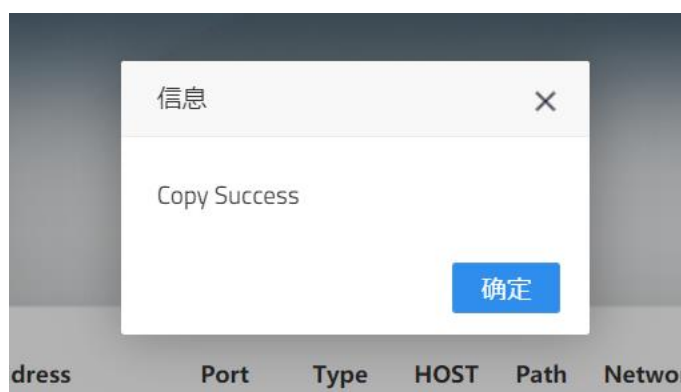 信息
Copy Success
确定
dress Port Type HOST Path Netwo